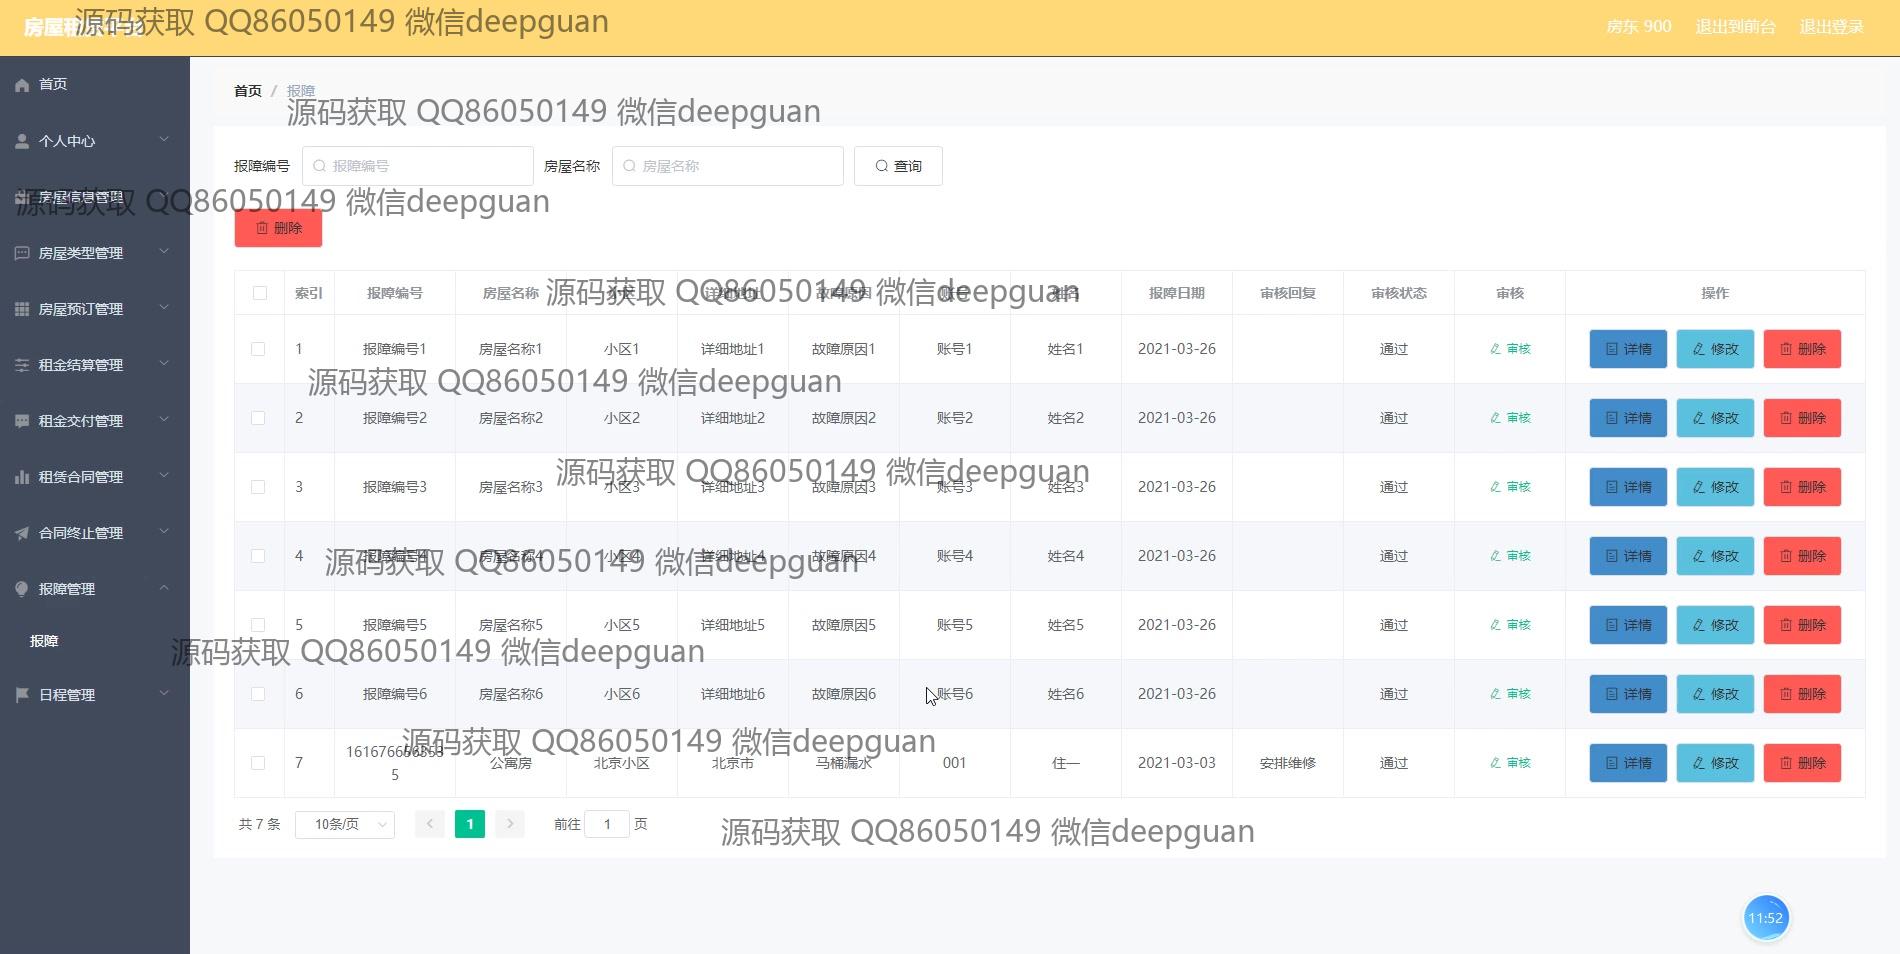 房屋租赁平台
源码获取 QQ86050149 微信deepguan
房东 900 退出到前台 退出登录
首页
个人中心
房屋信息管理
房屋类型管理
房屋预订管理
租金结算管理
租金交付管理
租赁合同管理
合同终止管理
报障管理
报障
日程管理
首页 / 报障
源码获取 QQ86050149 微信deepguan
报障编号 报障编号 房屋名称 房屋名称 查询
源码获取 QQ86050149 微信deepguan
删除
索引 报障编号 房屋名称 小区 详细地址 故障原因 账号 姓名 报障日期 审核回复 审核状态 审核 操作
源码获取 QQ86050149 微信deepguan
1 报障编号1 房屋名称1 小区1 详细地址1 故障原因1 账号1 姓名1 2021-03-26 通过 审核 详情 修改 删除
源码获取 QQ86050149 微信deepguan
2 报障编号2 房屋名称2 小区2 详细地址2 故障原因2 账号2 姓名2 2021-03-26 通过 审核 详情 修改 删除
源码获取 QQ86050149 微信deepguan
3 报障编号3 房屋名称3 小区3 详细地址3 故障原因3 账号3 姓名3 2021-03-26 通过 审核 详情 修改 删除
4 报障编号4 房屋名称4 小区4 详细地址4 故障原因4 账号4 姓名4 2021-03-26 通过 审核 详情 修改 删除
源码获取 QQ86050149 微信deepguan
5 报障编号5 房屋名称5 小区5 详细地址5 故障原因5 账号5 姓名5 2021-03-26 通过 审核 详情 修改 删除
源码获取 QQ86050149 微信deepguan
6 报障编号6 房屋名称6 小区6 详细地址6 故障原因6 账号6 姓名6 2021-03-26 通过 审核 详情 修改 删除
源码获取 QQ86050149 微信deepguan
7 公寓房 北京小区 北京市 马桶漏水 001 住一 2021-03-03 安排维修 通过 审核 详情 修改 删除
共 7 条 10条/页 1 前往 1 页
源码获取 QQ86050149 微信deepguan
11:52